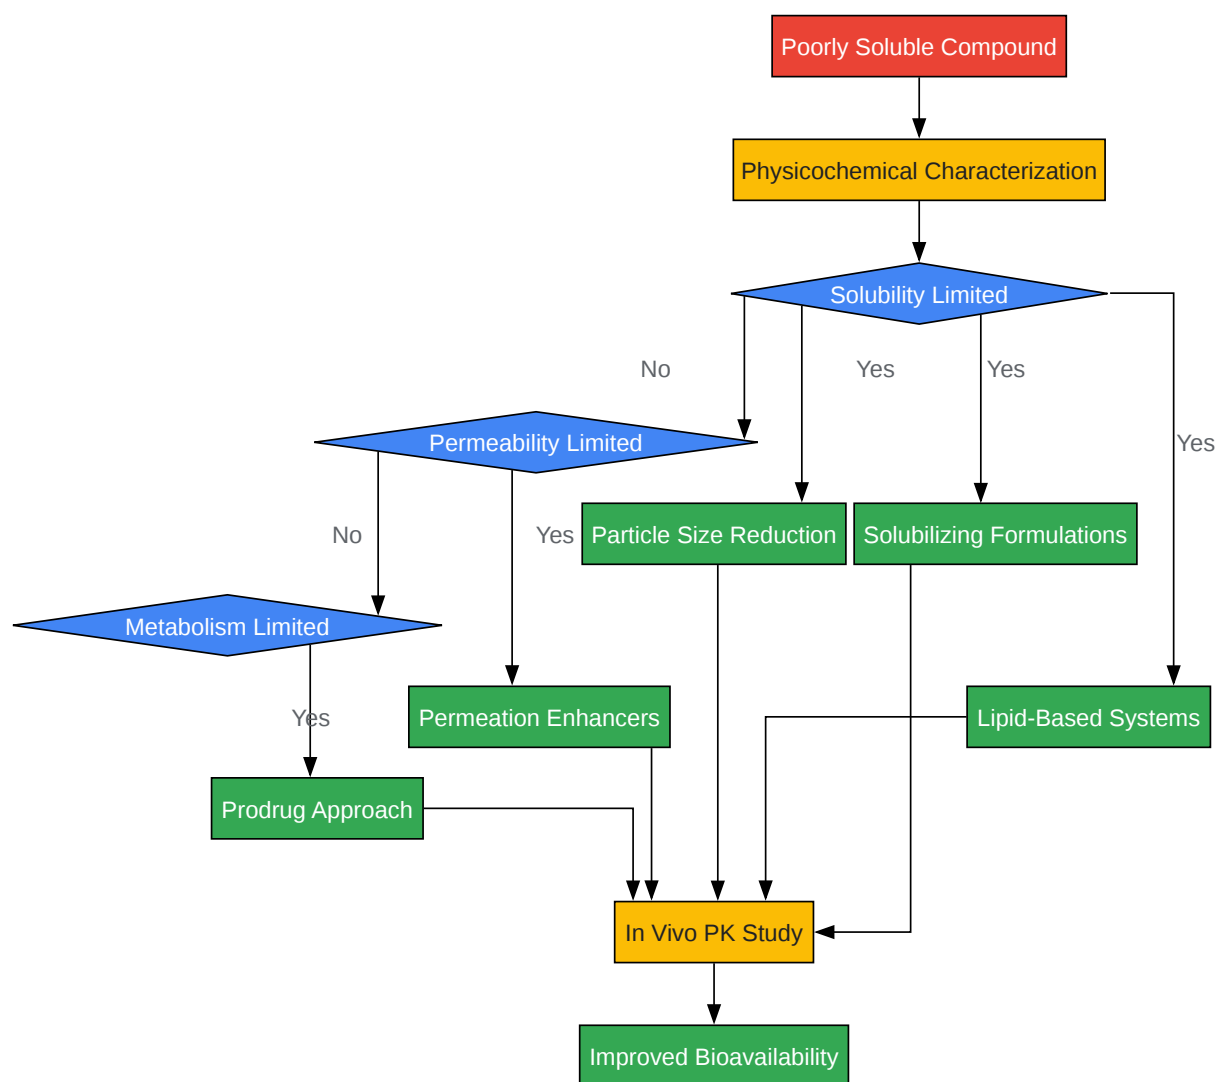 Poorly Soluble Compound
Physicochemical Characterization
Solubility Limited
No
Yes
Yes
Permeability Limited
Yes
No
Yes
Particle Size Reduction
Solubilizing Formulations
Metabolism Limited
Yes
Permeation Enhancers
Lipid-Based Systems
Prodrug Approach
In Vivo PK Study
Improved Bioavailability